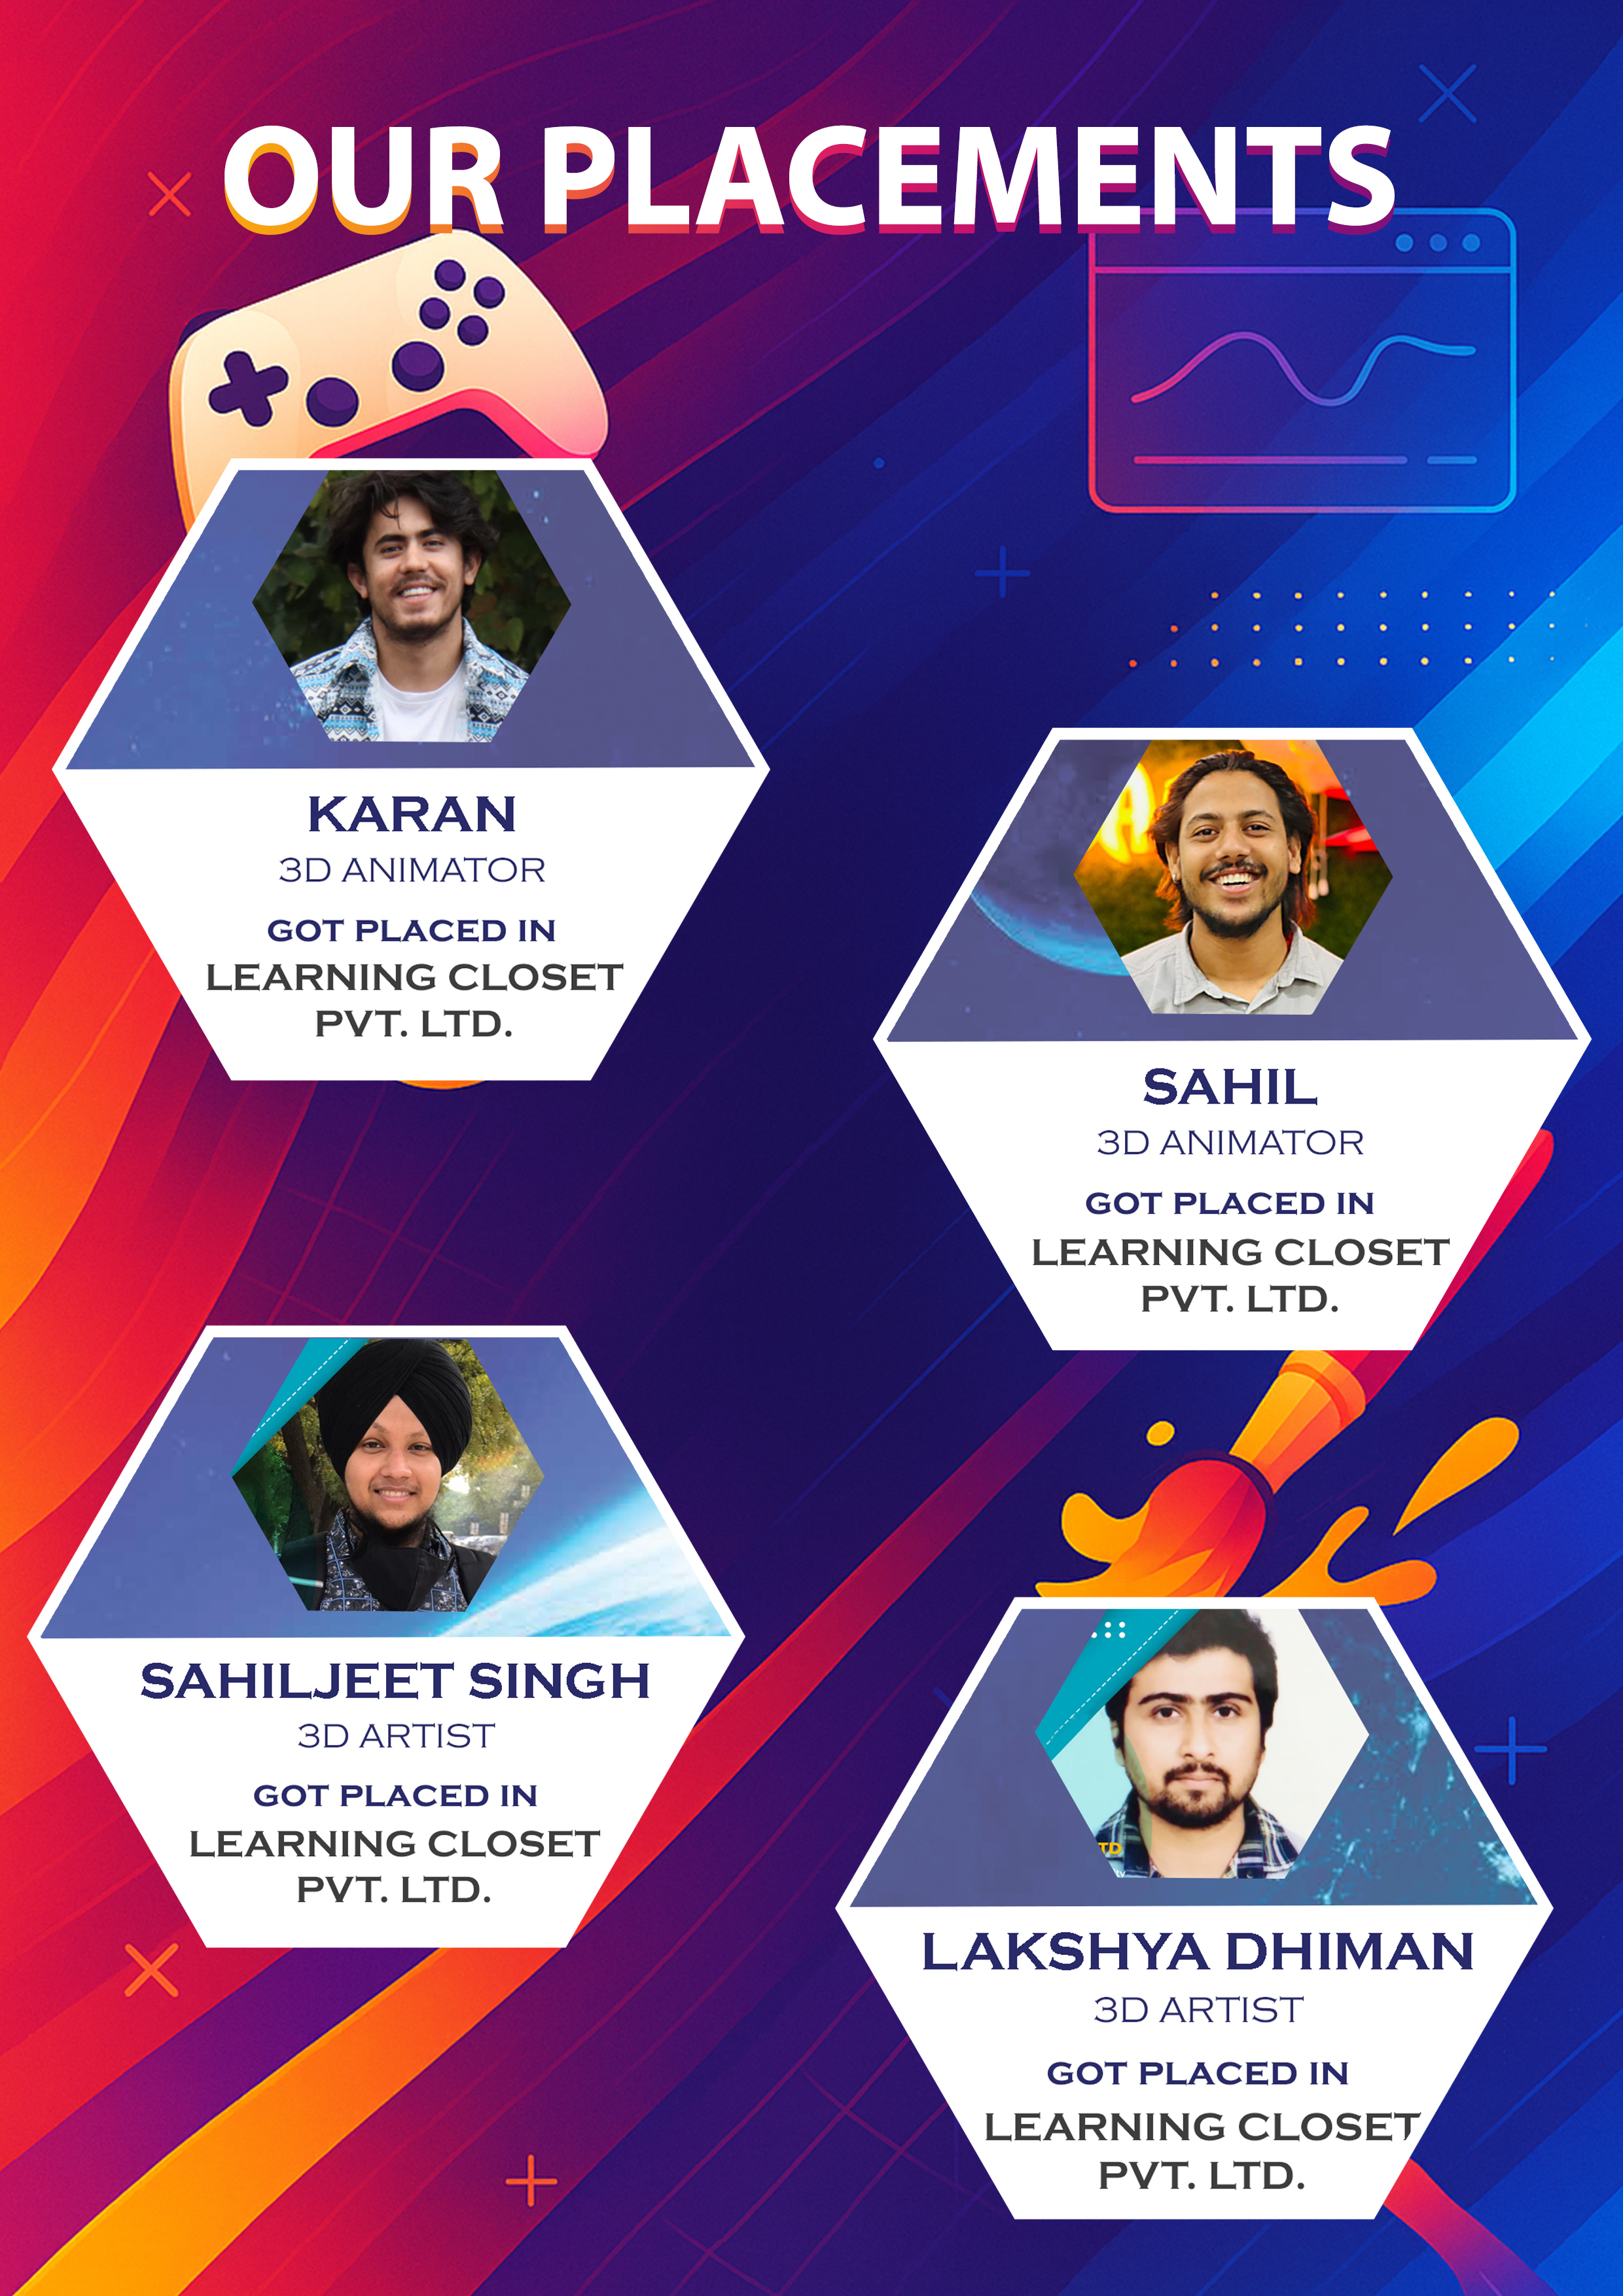 OUR PLACEMENTS
KARAN
3D ANIMATOR
GOT PLACED IN
LEARNING CLOSET
PVT. LTD.
SAHIL
3D ANIMATOR
GOT PLACED IN
LEARNING CLOSET
PVT. LTD.
SAHILJEET SINGH
3D ARTIST
GOT PLACED IN
LEARNING CLOSET
PVT. LTD.
TD
LAKSHYA DHIMAN
3D ARTIST
GOT PLACED IN
LEARNING CLOSET
PVT. LTD.